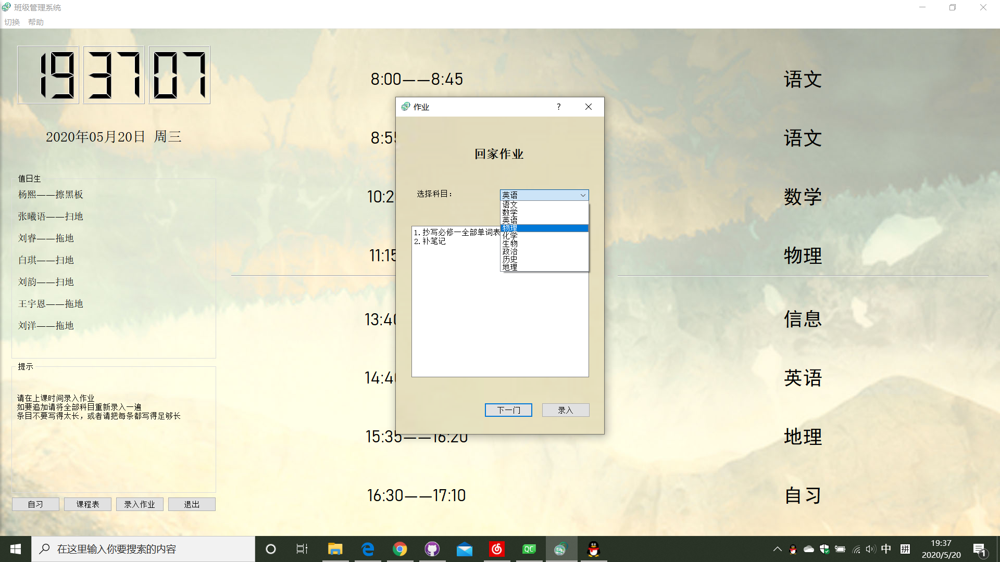 班级管理系统
切换 帮助
19 37 07
2020年05月20日 周三
值日生
杨熙——擦黑板
张曦语——扫地
刘睿——拖地
白琪——扫地
刘韵——扫地
王宇恩——拖地
刘洋——拖地
提示
请在上课时间录入作业
如要追加请将全部科目重新录入一遍
条目不要写得太长，或者请把每条都写得足够长
自习 课程表 录入作业 退出
8:00——8:45 语文
8:55 语文
10:2 数学
11:15 物理
13:40 信息
14:40 英语
15:35——16:20 地理
16:30——17:10 自习
作业 ?
回家作业
选择科目：
英语
语文
数学
英语
物理
化学
生物
政治
历史
地理
1.抄写必修一全部单词表
2.补笔记
下一门 录入
在这里输入你要搜索的内容
QC
中 拼
19:37
2020/5/20
1